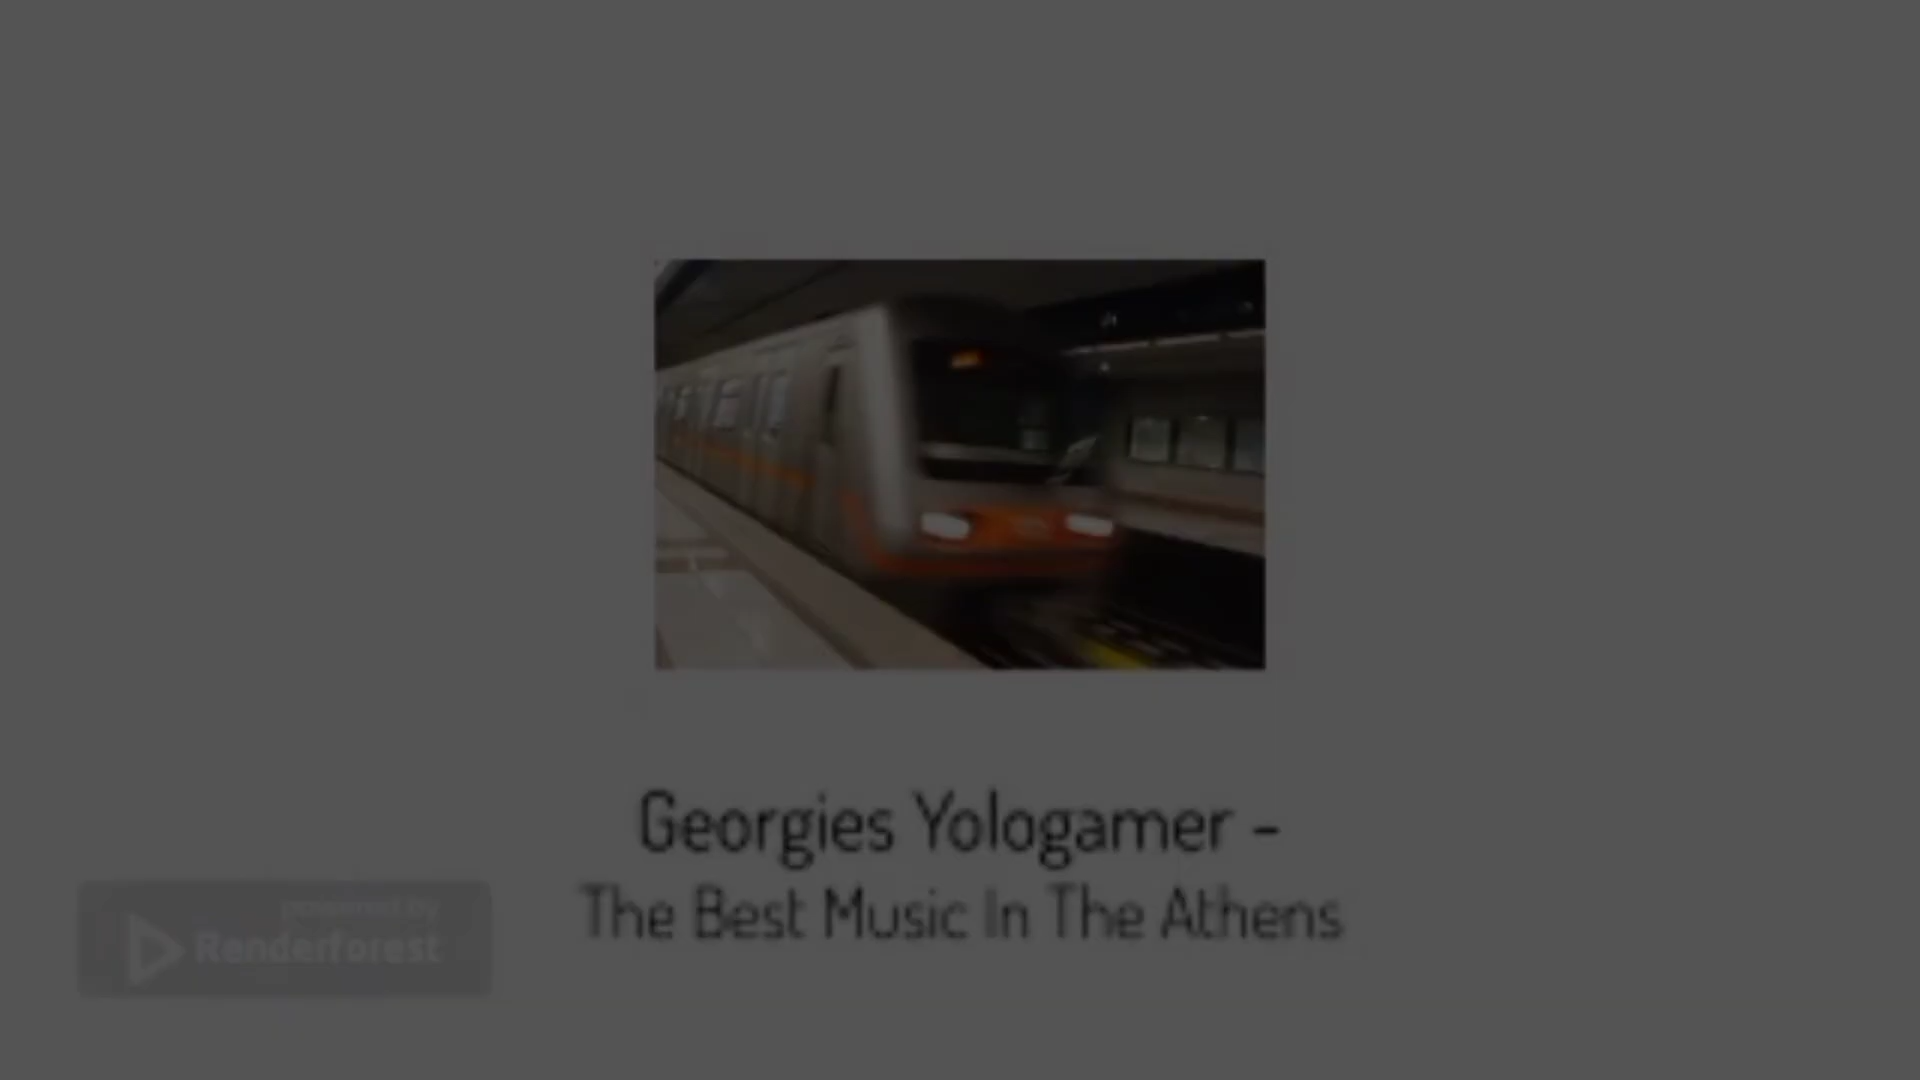 Georgies Yologamer -
The Best Music In The Athens
powered by
Renderforest